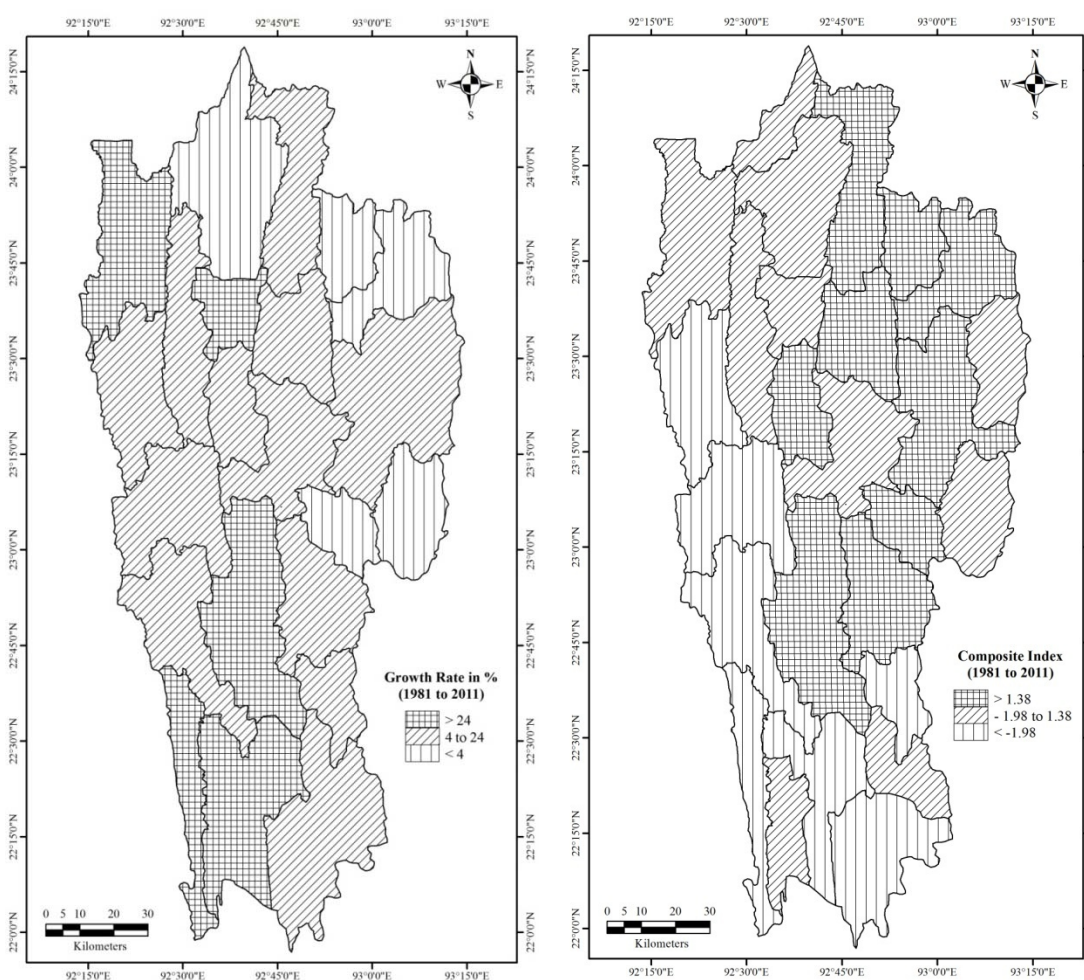 92°15'0"E 92°30'0"E 92°45'0"E 93°0'0"E 93°15'0"E
24°15'0"N
24°0'0"N
23°45'0"N
23°30'0"N
23°15'0"N
23°0'0"N
22°45'0"N
22°30'0"N
22°15'0"N
22°0'0"N
N
W E
S
Growth Rate in %
(1981 to 2011)
> 24
4 to 24
< 4
0 5 10 20 30
Kilometers
92°15'0"E 92°30'0"E 92°45'0"E 93°0'0"E
92°15'0"E 92°30'0"E 92°45'0"E 93°0'0"E 93°15'0"E
24°15'0"N
24°0'0"N
23°45'0"N
23°30'0"N
23°15'0"N
23°0'0"N
22°45'0"N
22°30'0"N
22°15'0"N
22°0'0"N
N
W E
S
Composite Index
(1981 to 2011)
> 1.38
- 1.98 to 1.38
< -1.98
0 5 10 20 30
Kilometers
92°15'0"E 92°30'0"E 92°45'0"E 93°0'0"E 93°15'0"E